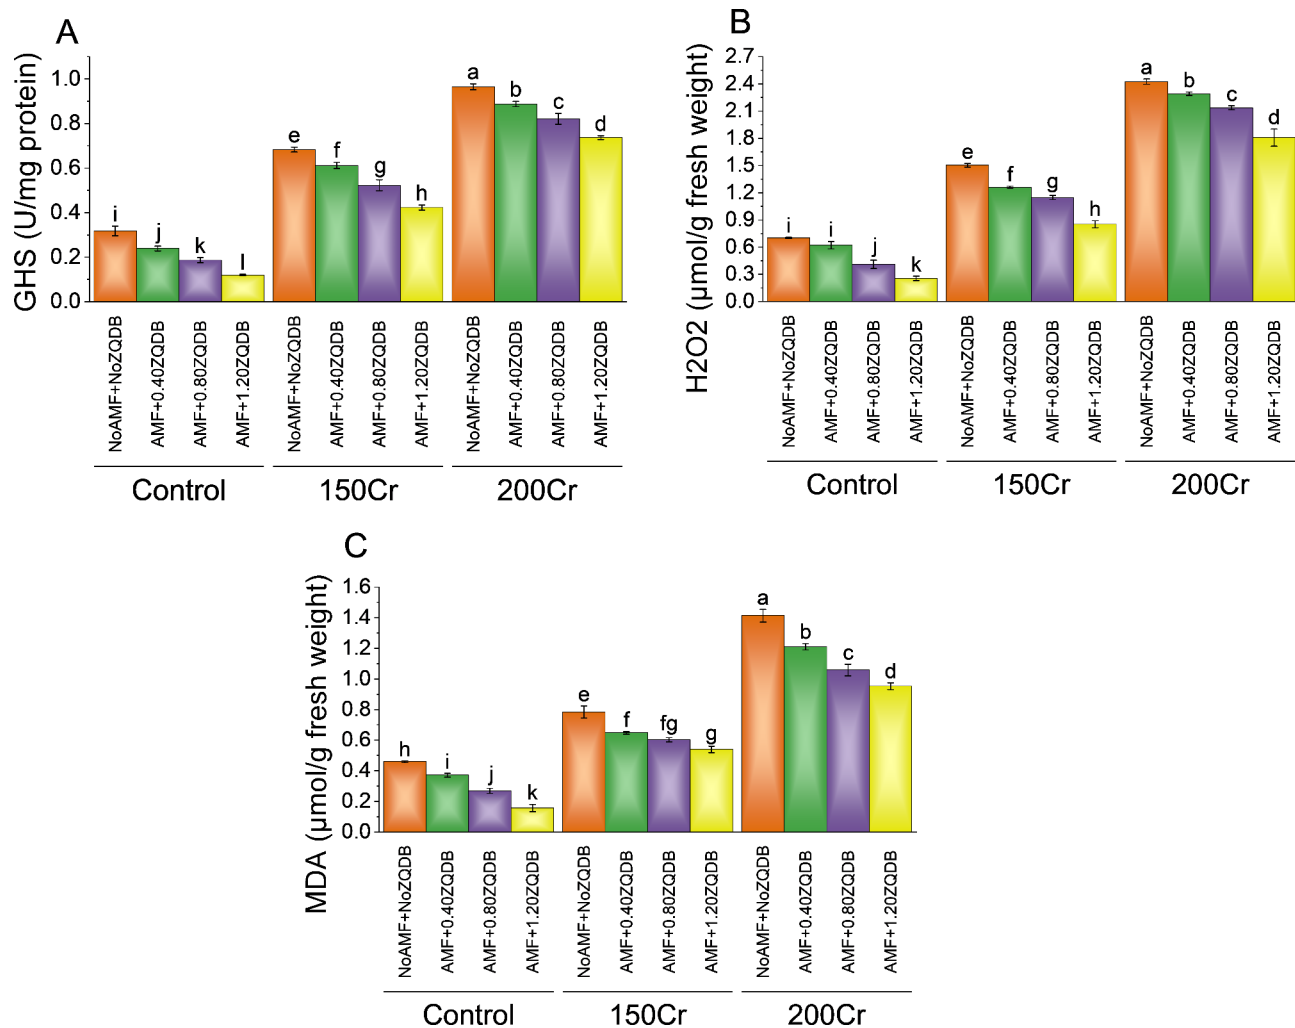 A
GHS (U/mg protein)
1.0
0.8
0.6
0.4
0.2
0.0
i
j
k
l
e
f
g
h
a
b
c
d
NoAMF+NoZQDB
AMF+0.40ZQDB
AMF+0.80ZQDB
AMF+1.20ZQDB
NoAMF+NoZQDB
AMF+0.40ZQDB
AMF+0.80ZQDB
AMF+1.20ZQDB
NoAMF+NoZQDB
AMF+0.40ZQDB
AMF+0.80ZQDB
AMF+1.20ZQDB
Control
150Cr
200Cr
B
H2O2 (μmol/g fresh weight)
2.7
2.4
2.1
1.8
1.5
1.2
0.9
0.6
0.3
0.0
i
i
j
k
e
f
g
h
a
b
c
d
NoAMF+NoZQDB
AMF+0.40ZQDB
AMF+0.80ZQDB
AMF+1.20ZQDB
NoAMF+NoZQDB
AMF+0.40ZQDB
AMF+0.80ZQDB
AMF+1.20ZQDB
NoAMF+NoZQDB
AMF+0.40ZQDB
AMF+0.80ZQDB
AMF+1.20ZQDB
Control
150Cr
200Cr
C
MDA (μmol/g fresh weight)
1.6
1.4
1.2
1.0
0.8
0.6
0.4
0.2
0.0
h
i
j
k
e
f
fg
g
a
b
c
d
NoAMF+NoZQDB
AMF+0.40ZQDB
AMF+0.80ZQDB
AMF+1.20ZQDB
NoAMF+NoZQDB
AMF+0.40ZQDB
AMF+0.80ZQDB
AMF+1.20ZQDB
NoAMF+NoZQDB
AMF+0.40ZQDB
AMF+0.80ZQDB
AMF+1.20ZQDB
Control
150Cr
200Cr